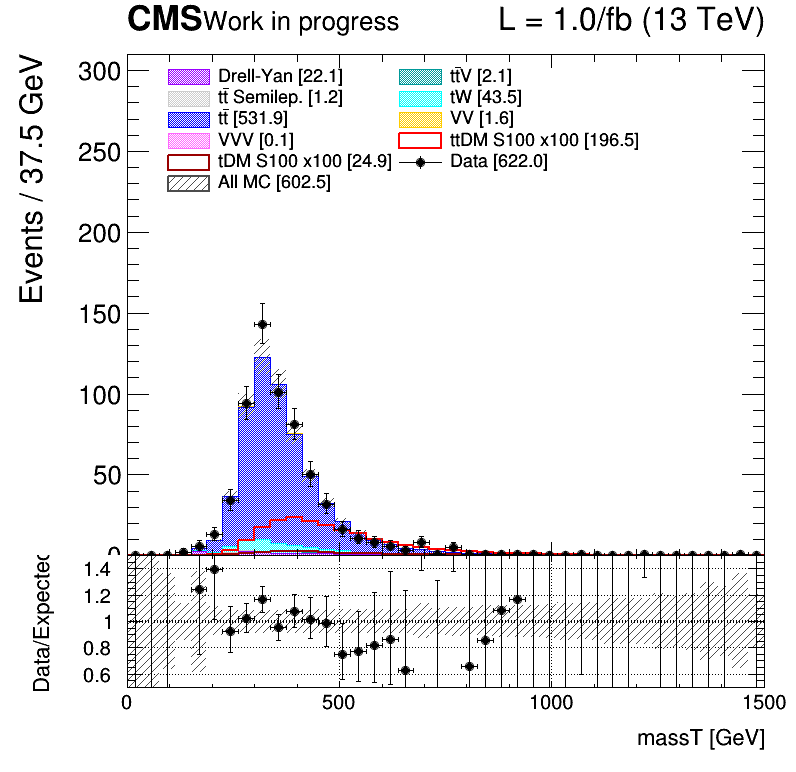 CMS Work in progress L = 1.0/fb (13 TeV)
Events / 37.5 GeV
300
250
200
150
100
50
0
Drell-Yan [22.1] tt̄V [2.1]
tt̄ Semilep. [1.2] tW [43.5]
tt̄ [531.9] VV [1.6]
VVV [0.1] ttDM S100 x100 [196.5]
tDM S100 x100 [24.9] Data [622.0]
All MC [602.5]
Data/Expected
1.4
1.2
1
0.8
0.6
0 500 1000 1500
massT [GeV]